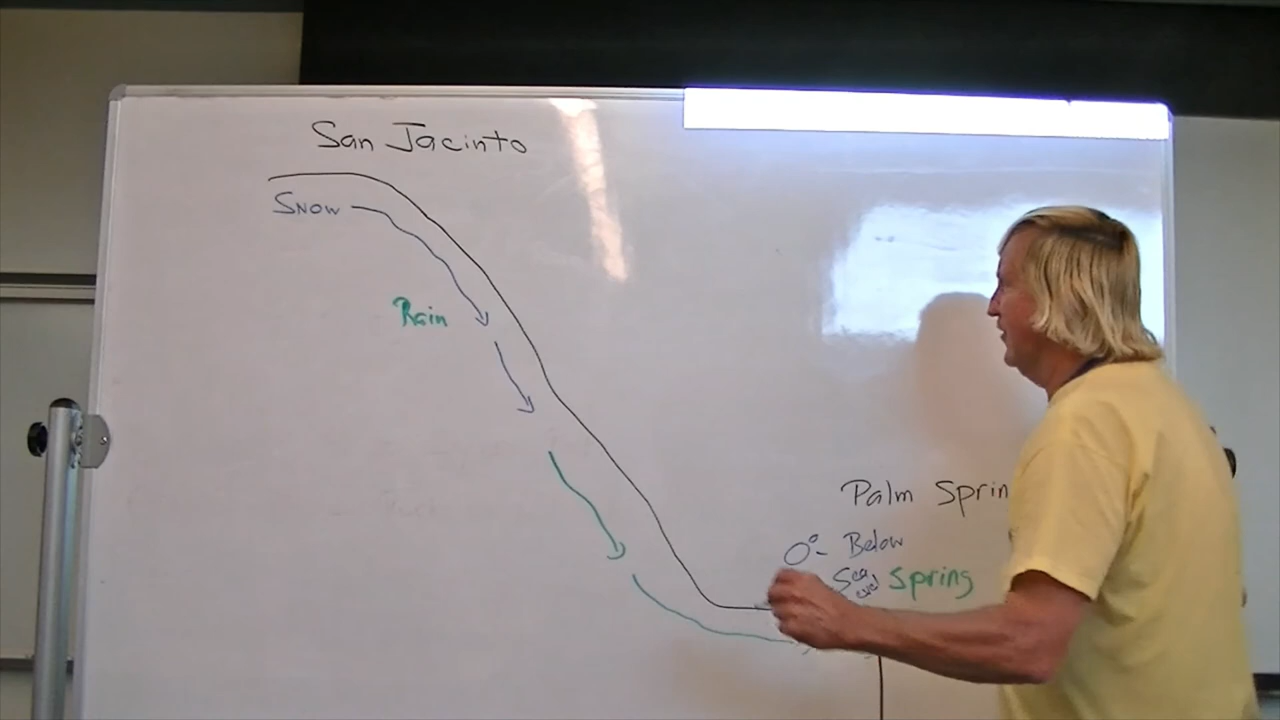 San Jacinto
Snow
Rain
Palm Sprin
0°- Below
Sea Spring